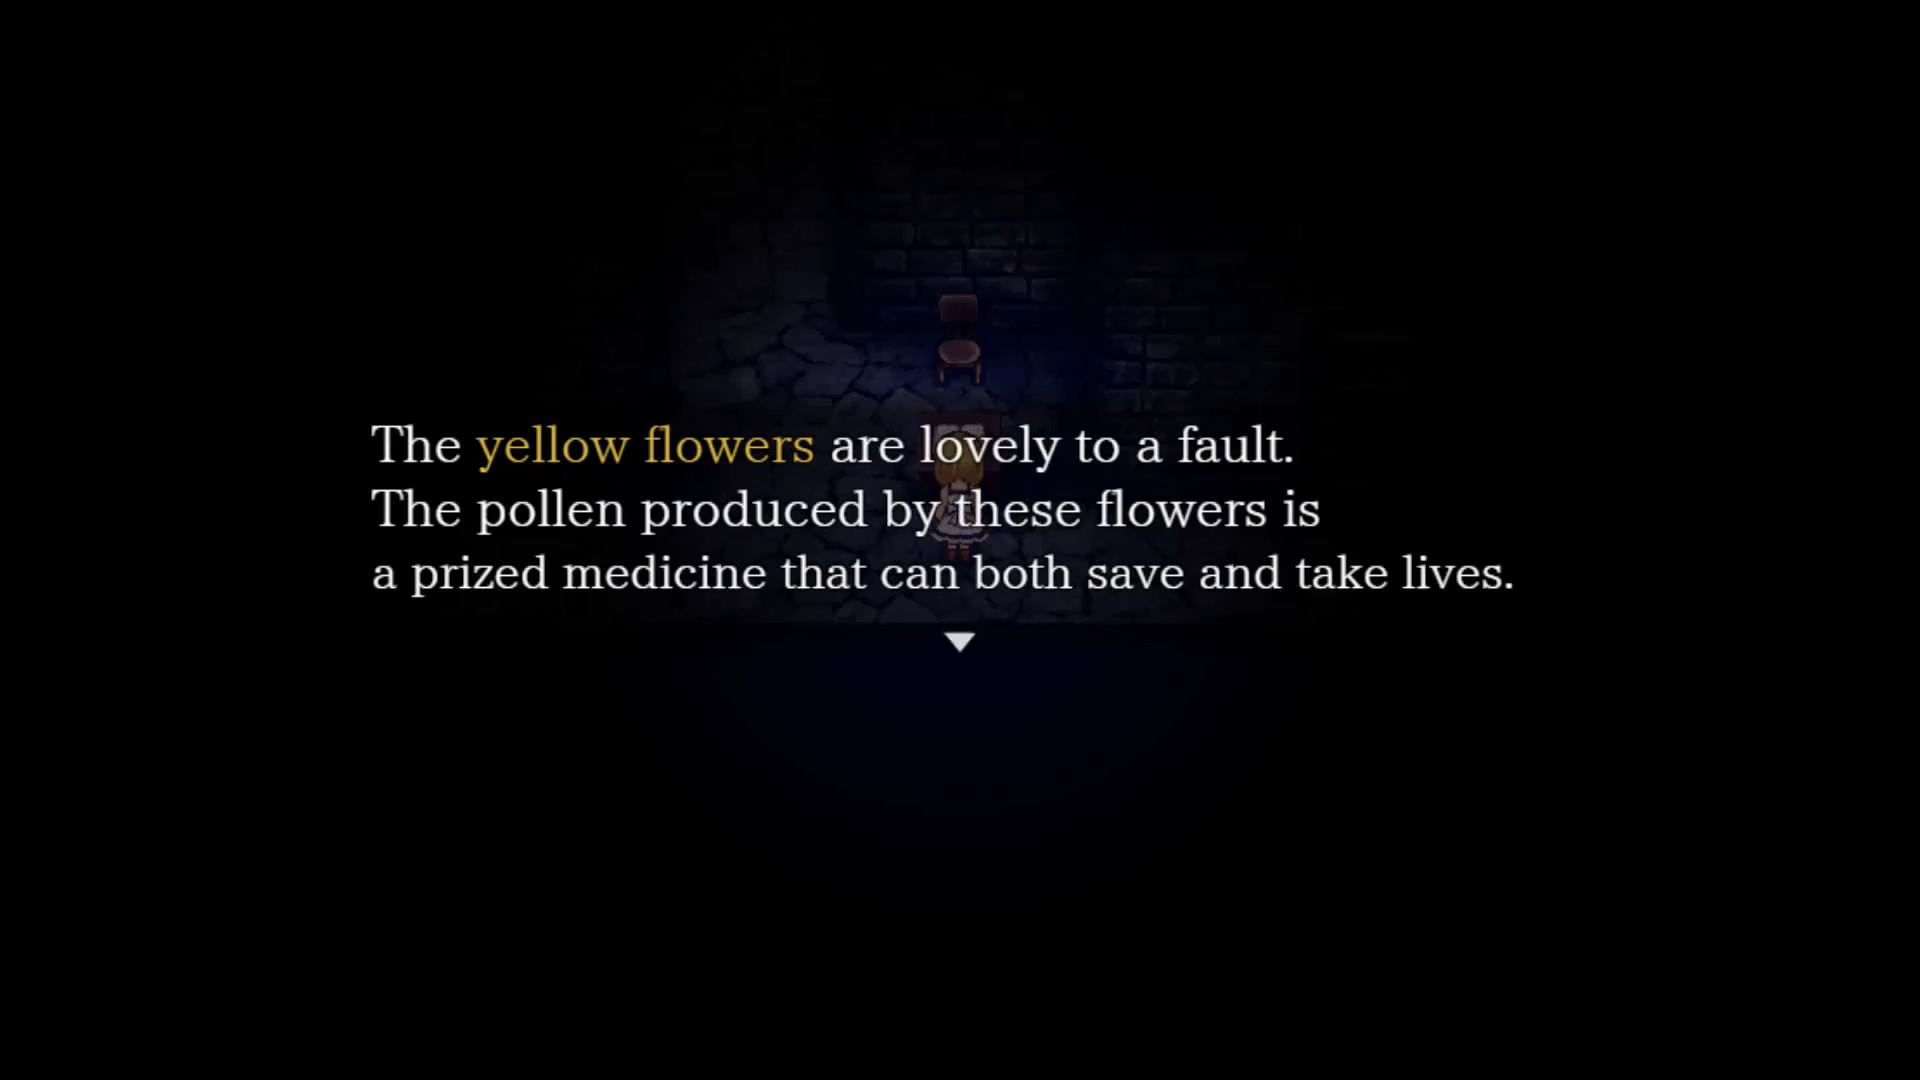 The yellow flowers are lovely to a fault.
The pollen produced by these flowers is
a prized medicine that can both save and take lives.